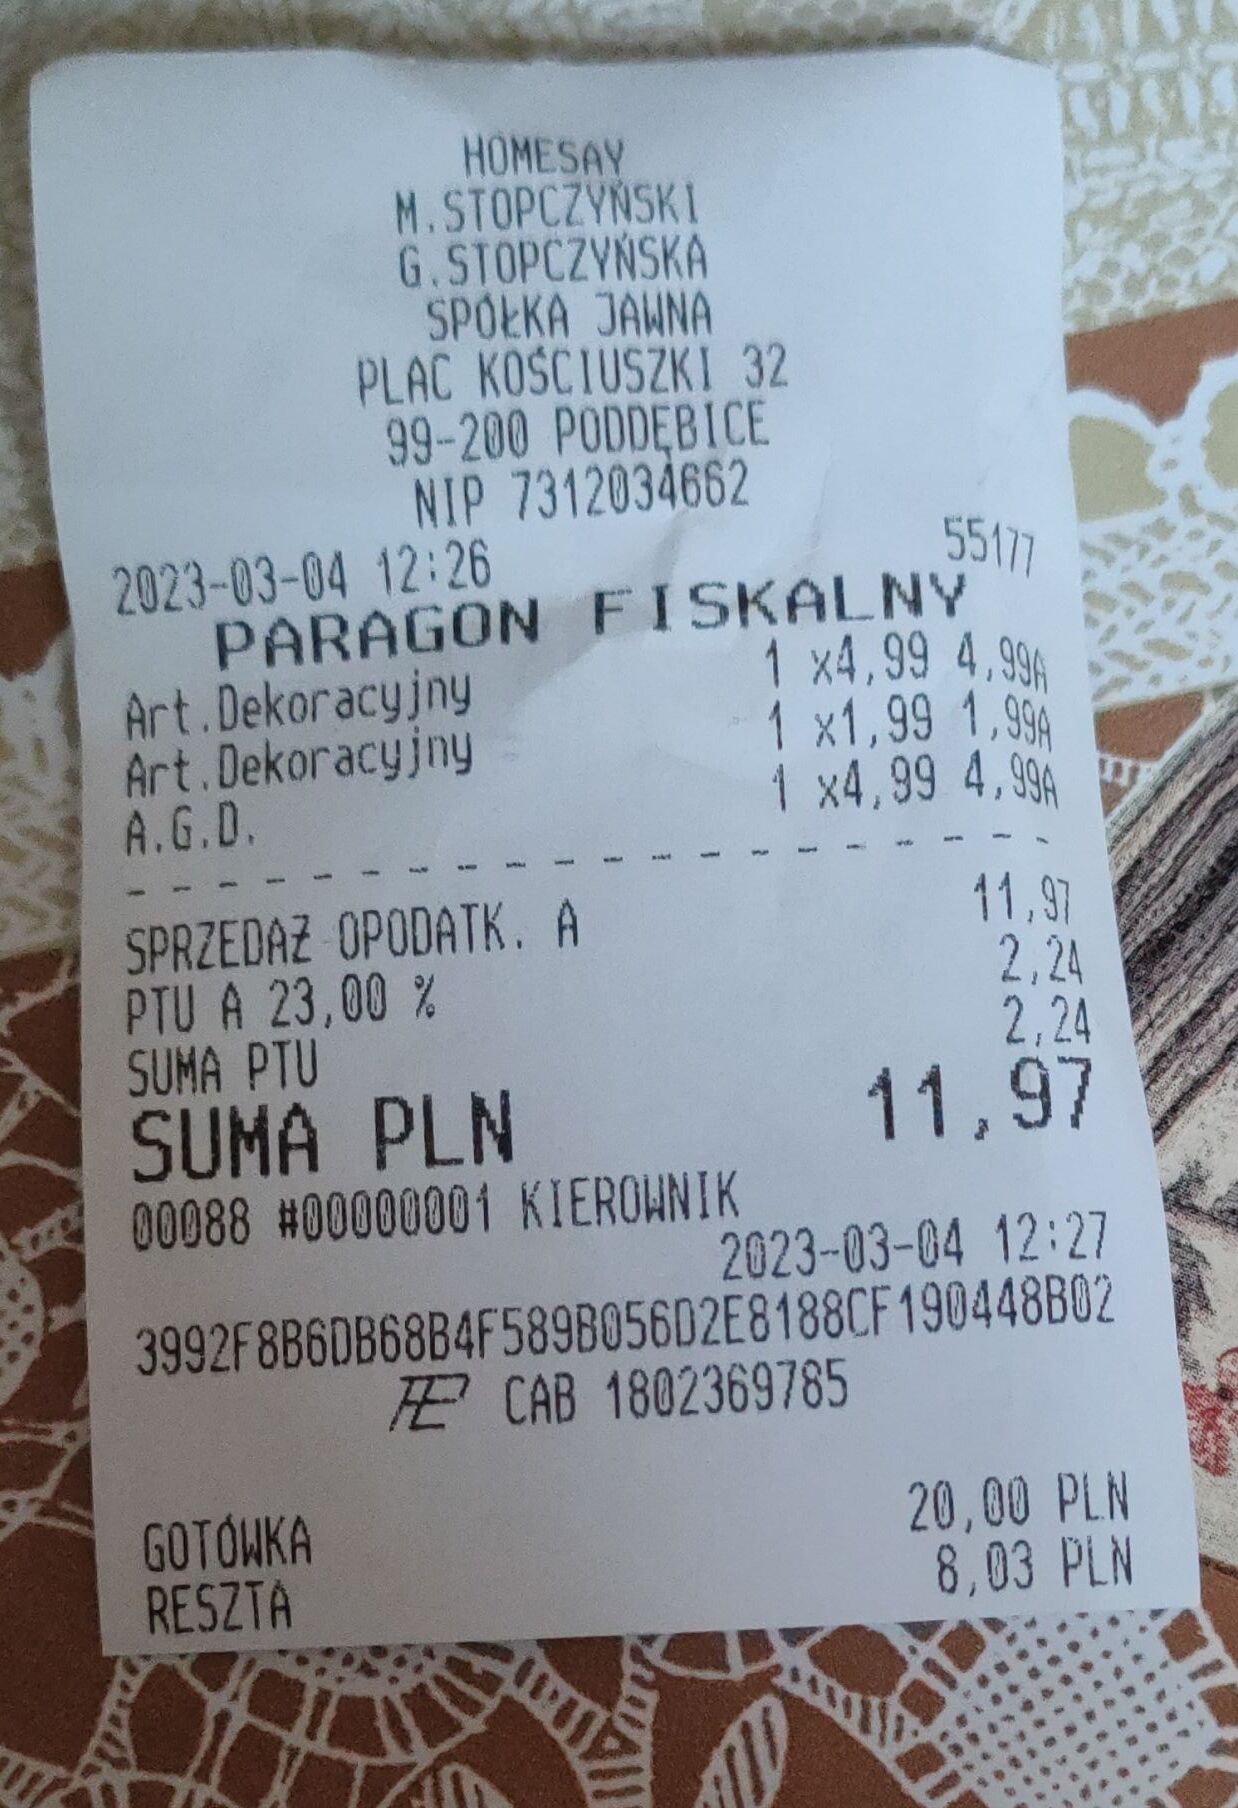 HOMESAY
M.STOPCZYŃSKI
G.STOPCZYŃSKA
SPÓŁKA JAWNA
PLAC KOŚCIUSZKI 32
99-200 PODDĘBICE
NIP 7312034662
2023-03-04 12:26 55177
PARAGON FISKALNY
Art.Dekoracyjny 1 x4,99 4,99A
Art.Dekoracyjny 1 x1,99 1,99A
A.G.D. 1 x4,99 4,99A
SPRZEDAŻ OPODATK. A 11,97
PTU A 23,00 % 2,24
SUMA PTU 2,24
SUMA PLN 11,97
00088 #00000001 KIEROWNIK
2023-03-04 12:27
3992F8B6DB68B4F589B056D2E8188CF190448B02
CAB 1802369785
GOTÓWKA 20,00 PLN
RESZTA 8,03 PLN